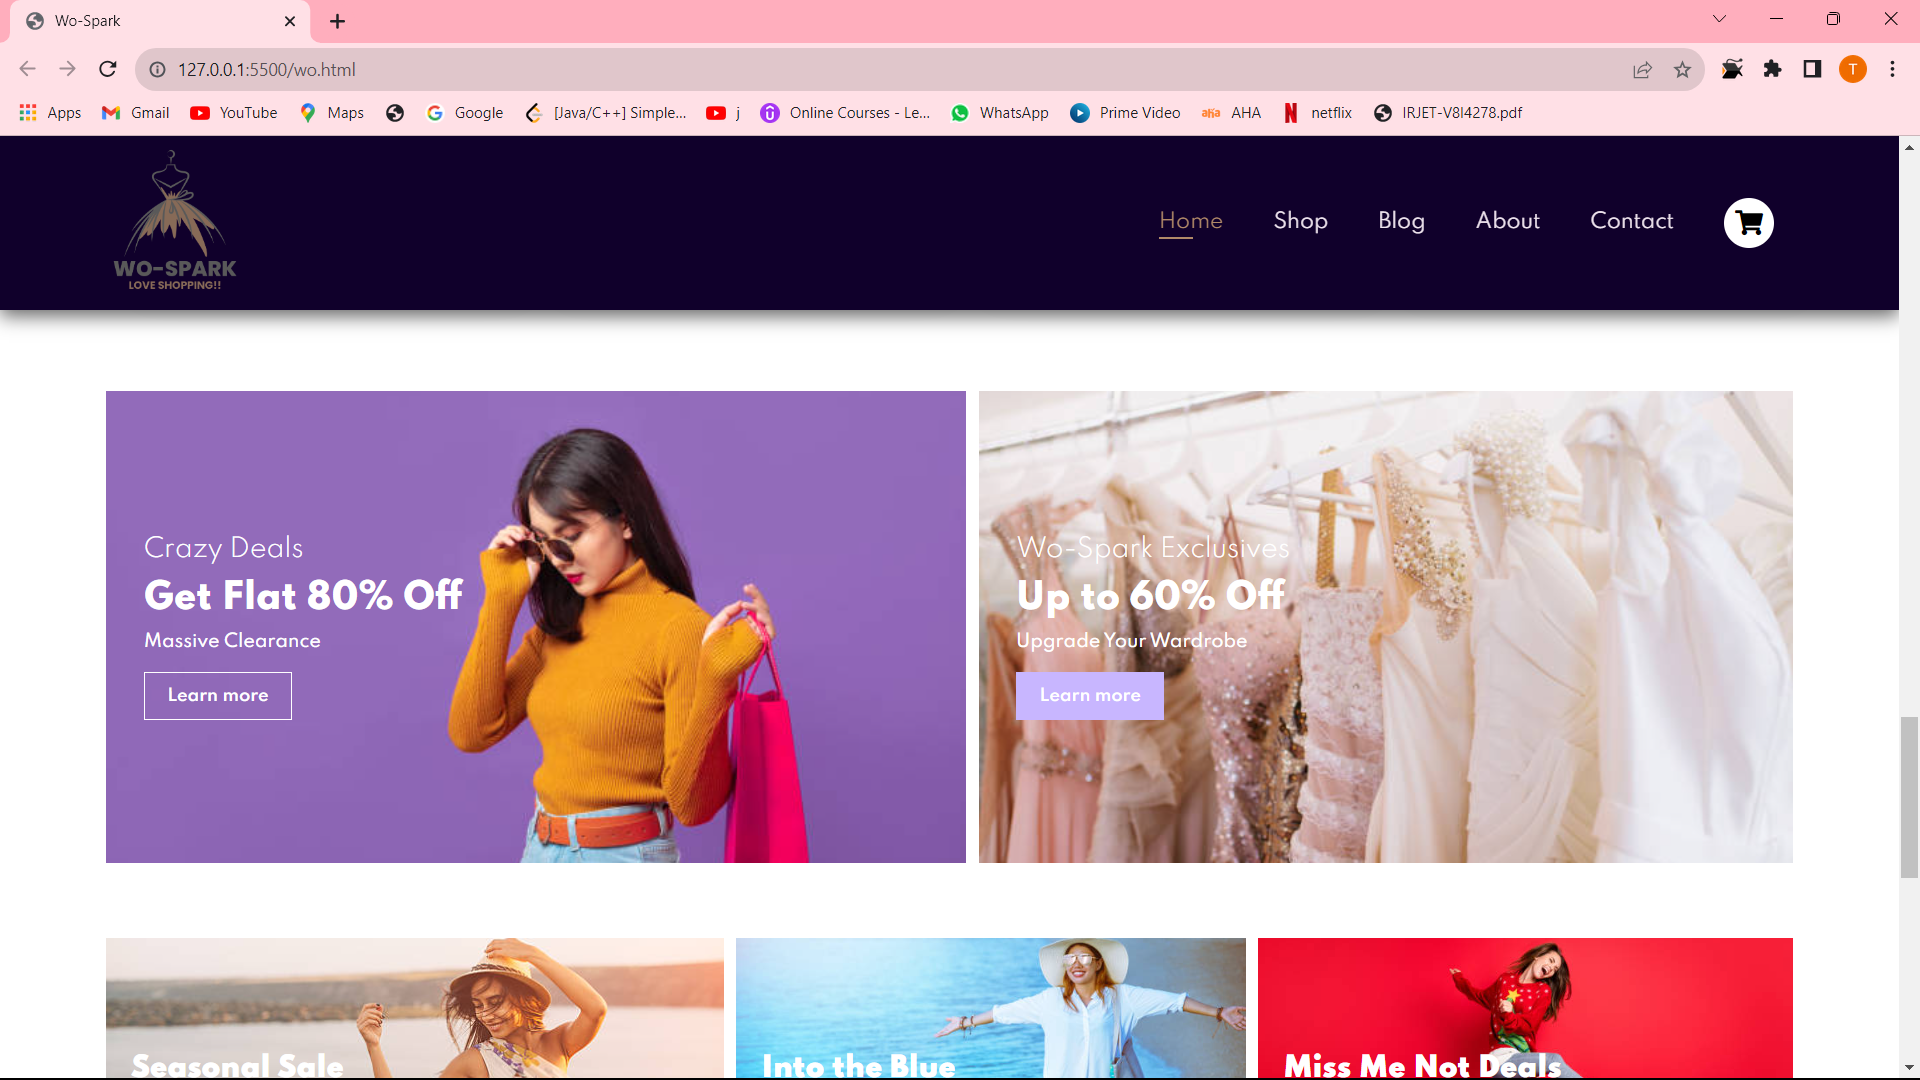 Wo-Spark
127.0.0.1:5500/wo.html
T
Apps
Gmail
YouTube
Maps
Google
[Java/C++] Simple...
j
Online Courses - Le...
WhatsApp
Prime Video
aha
AHA
netflix
IRJET-V8I4278.pdf
WO-SPARK
LOVE SHOPPING!!
Home
Shop
Blog
About
Contact
Crazy Deals
Get Flat 80% Off
Massive Clearance
Learn more
Wo-Spark Exclusives
Up to 60% Off
Upgrade Your Wardrobe
Learn more
Seasonal Sale
Into the Blue
Miss Me Not Deals